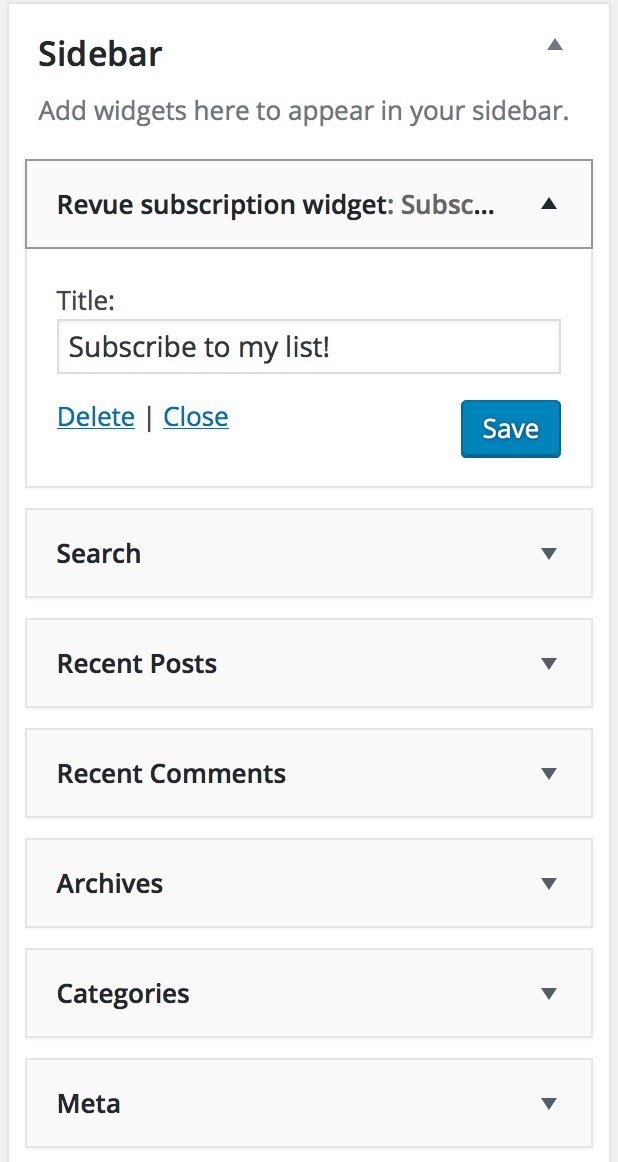 Sidebar
Add widgets here to appear in your sidebar.
Revue subscription widget: Subsc...
Title:
Subscribe to my list!
Delete | Close
Save
Search
Recent Posts
Recent Comments
Archives
Categories
Meta